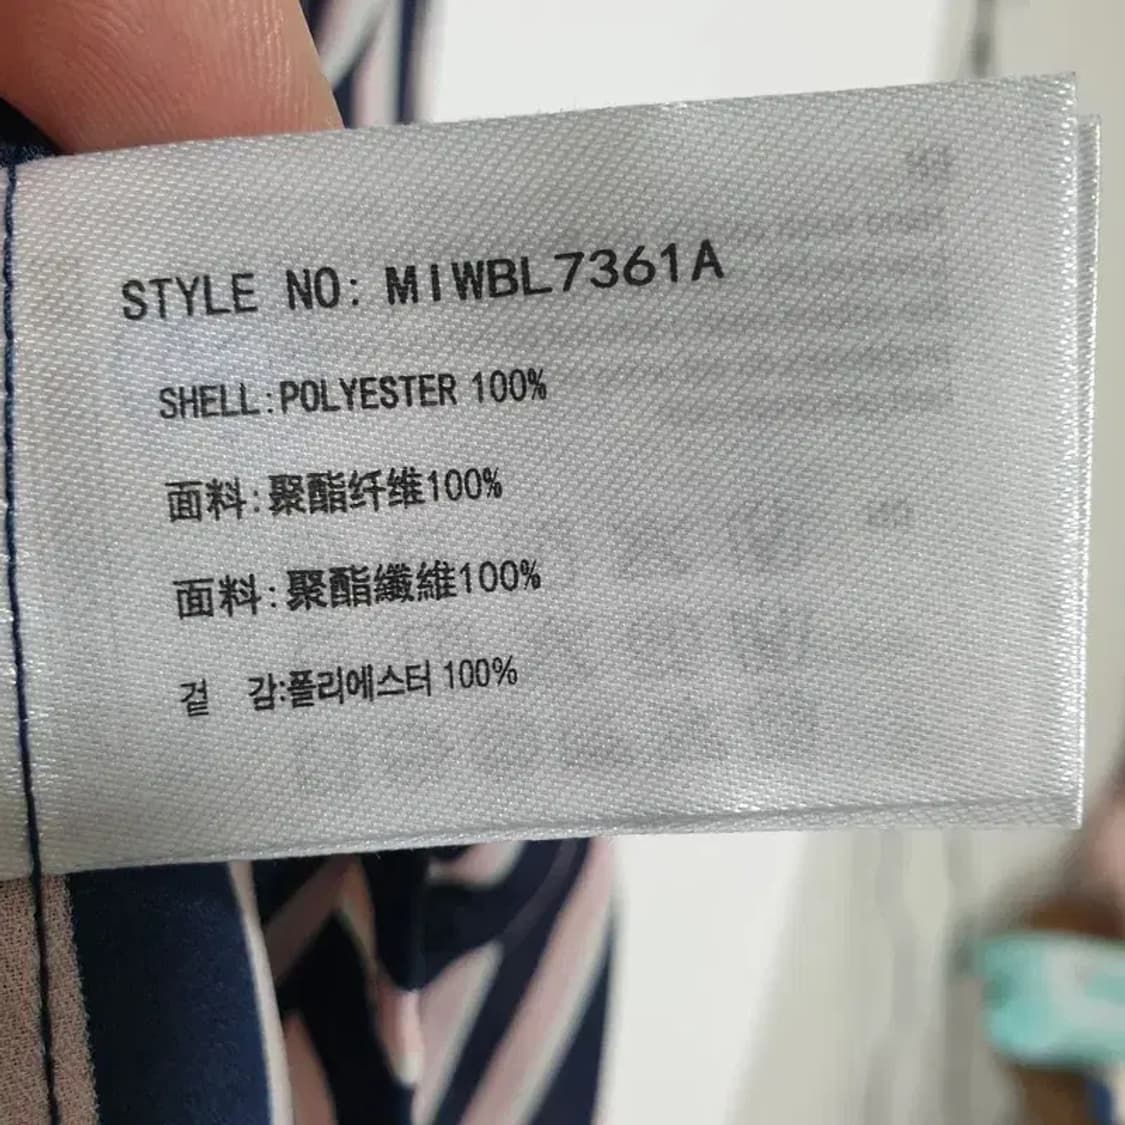 STYLE NO: MIWBL7361A
SHELL:POLYESTER 100%
面料:聚酯纤维100%
面料:聚酯纖維100%
겉 감:폴리에스터 100%